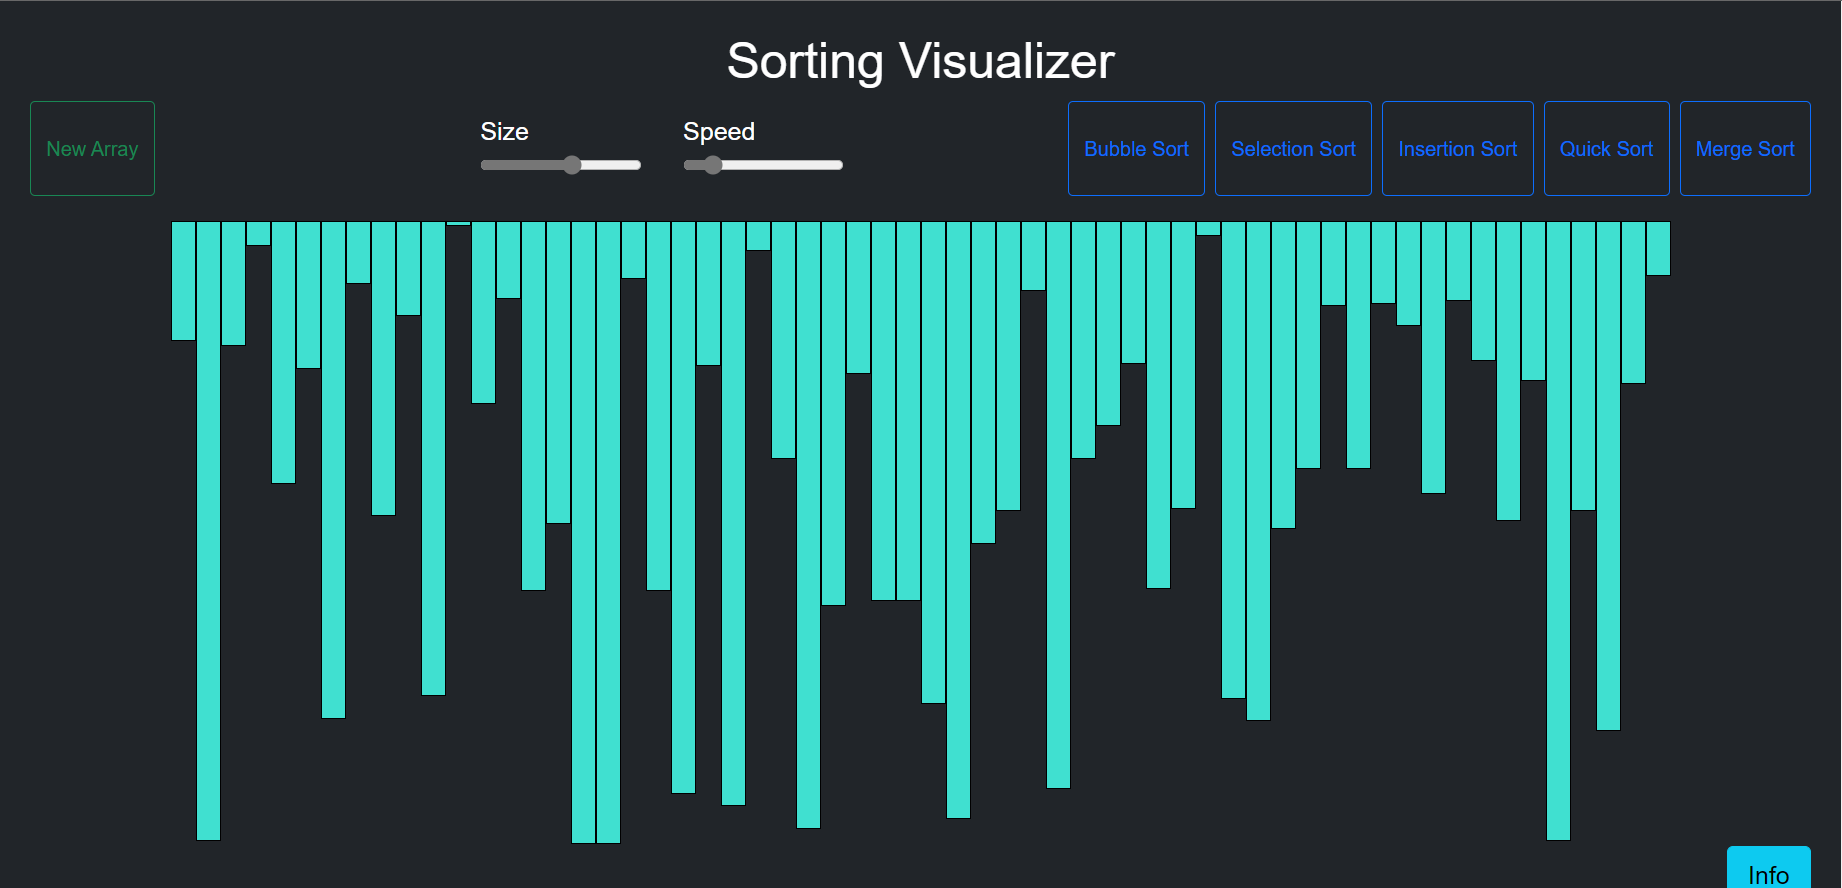 Sorting Visualizer
New Array
Size
Speed
Bubble Sort
Selection Sort
Insertion Sort
Quick Sort
Merge Sort
Info